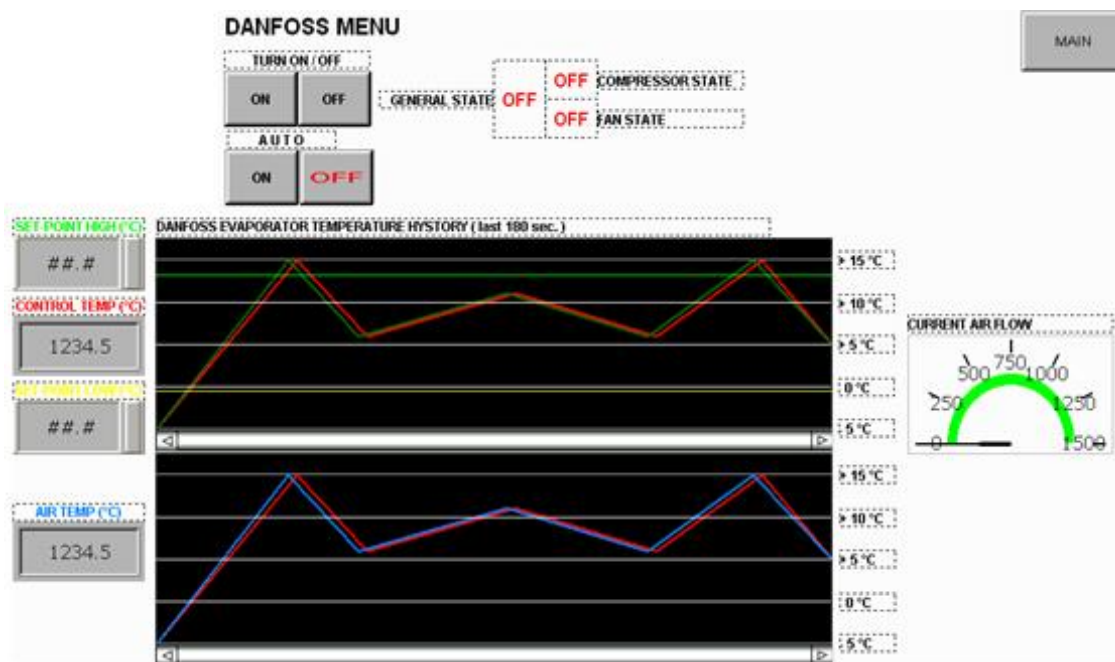 DANFOSS MENU
MAIN
TURN ON / OFF
ON OFF
GENERAL STATE OFF
OFF COMPRESSOR STATE
OFF FAN STATE
A U T O
ON OFF
SET POINT HIGH (°C)
##.#
CONTROL TEMP (°C)
1234.5
##.#
DANFOSS EVAPORATOR TEMPERATURE HYSTORY ( last 180 sec. )
+ 15 °C
+ 10 °C
+ 5 °C
0 °C
5 °C
CURRENT AIR FLOW
0 250 500 750 1000 1250 1500
AIR TEMP (°C)
1234.5
+ 15 °C
+ 10 °C
+ 5 °C
0 °C
5 °C